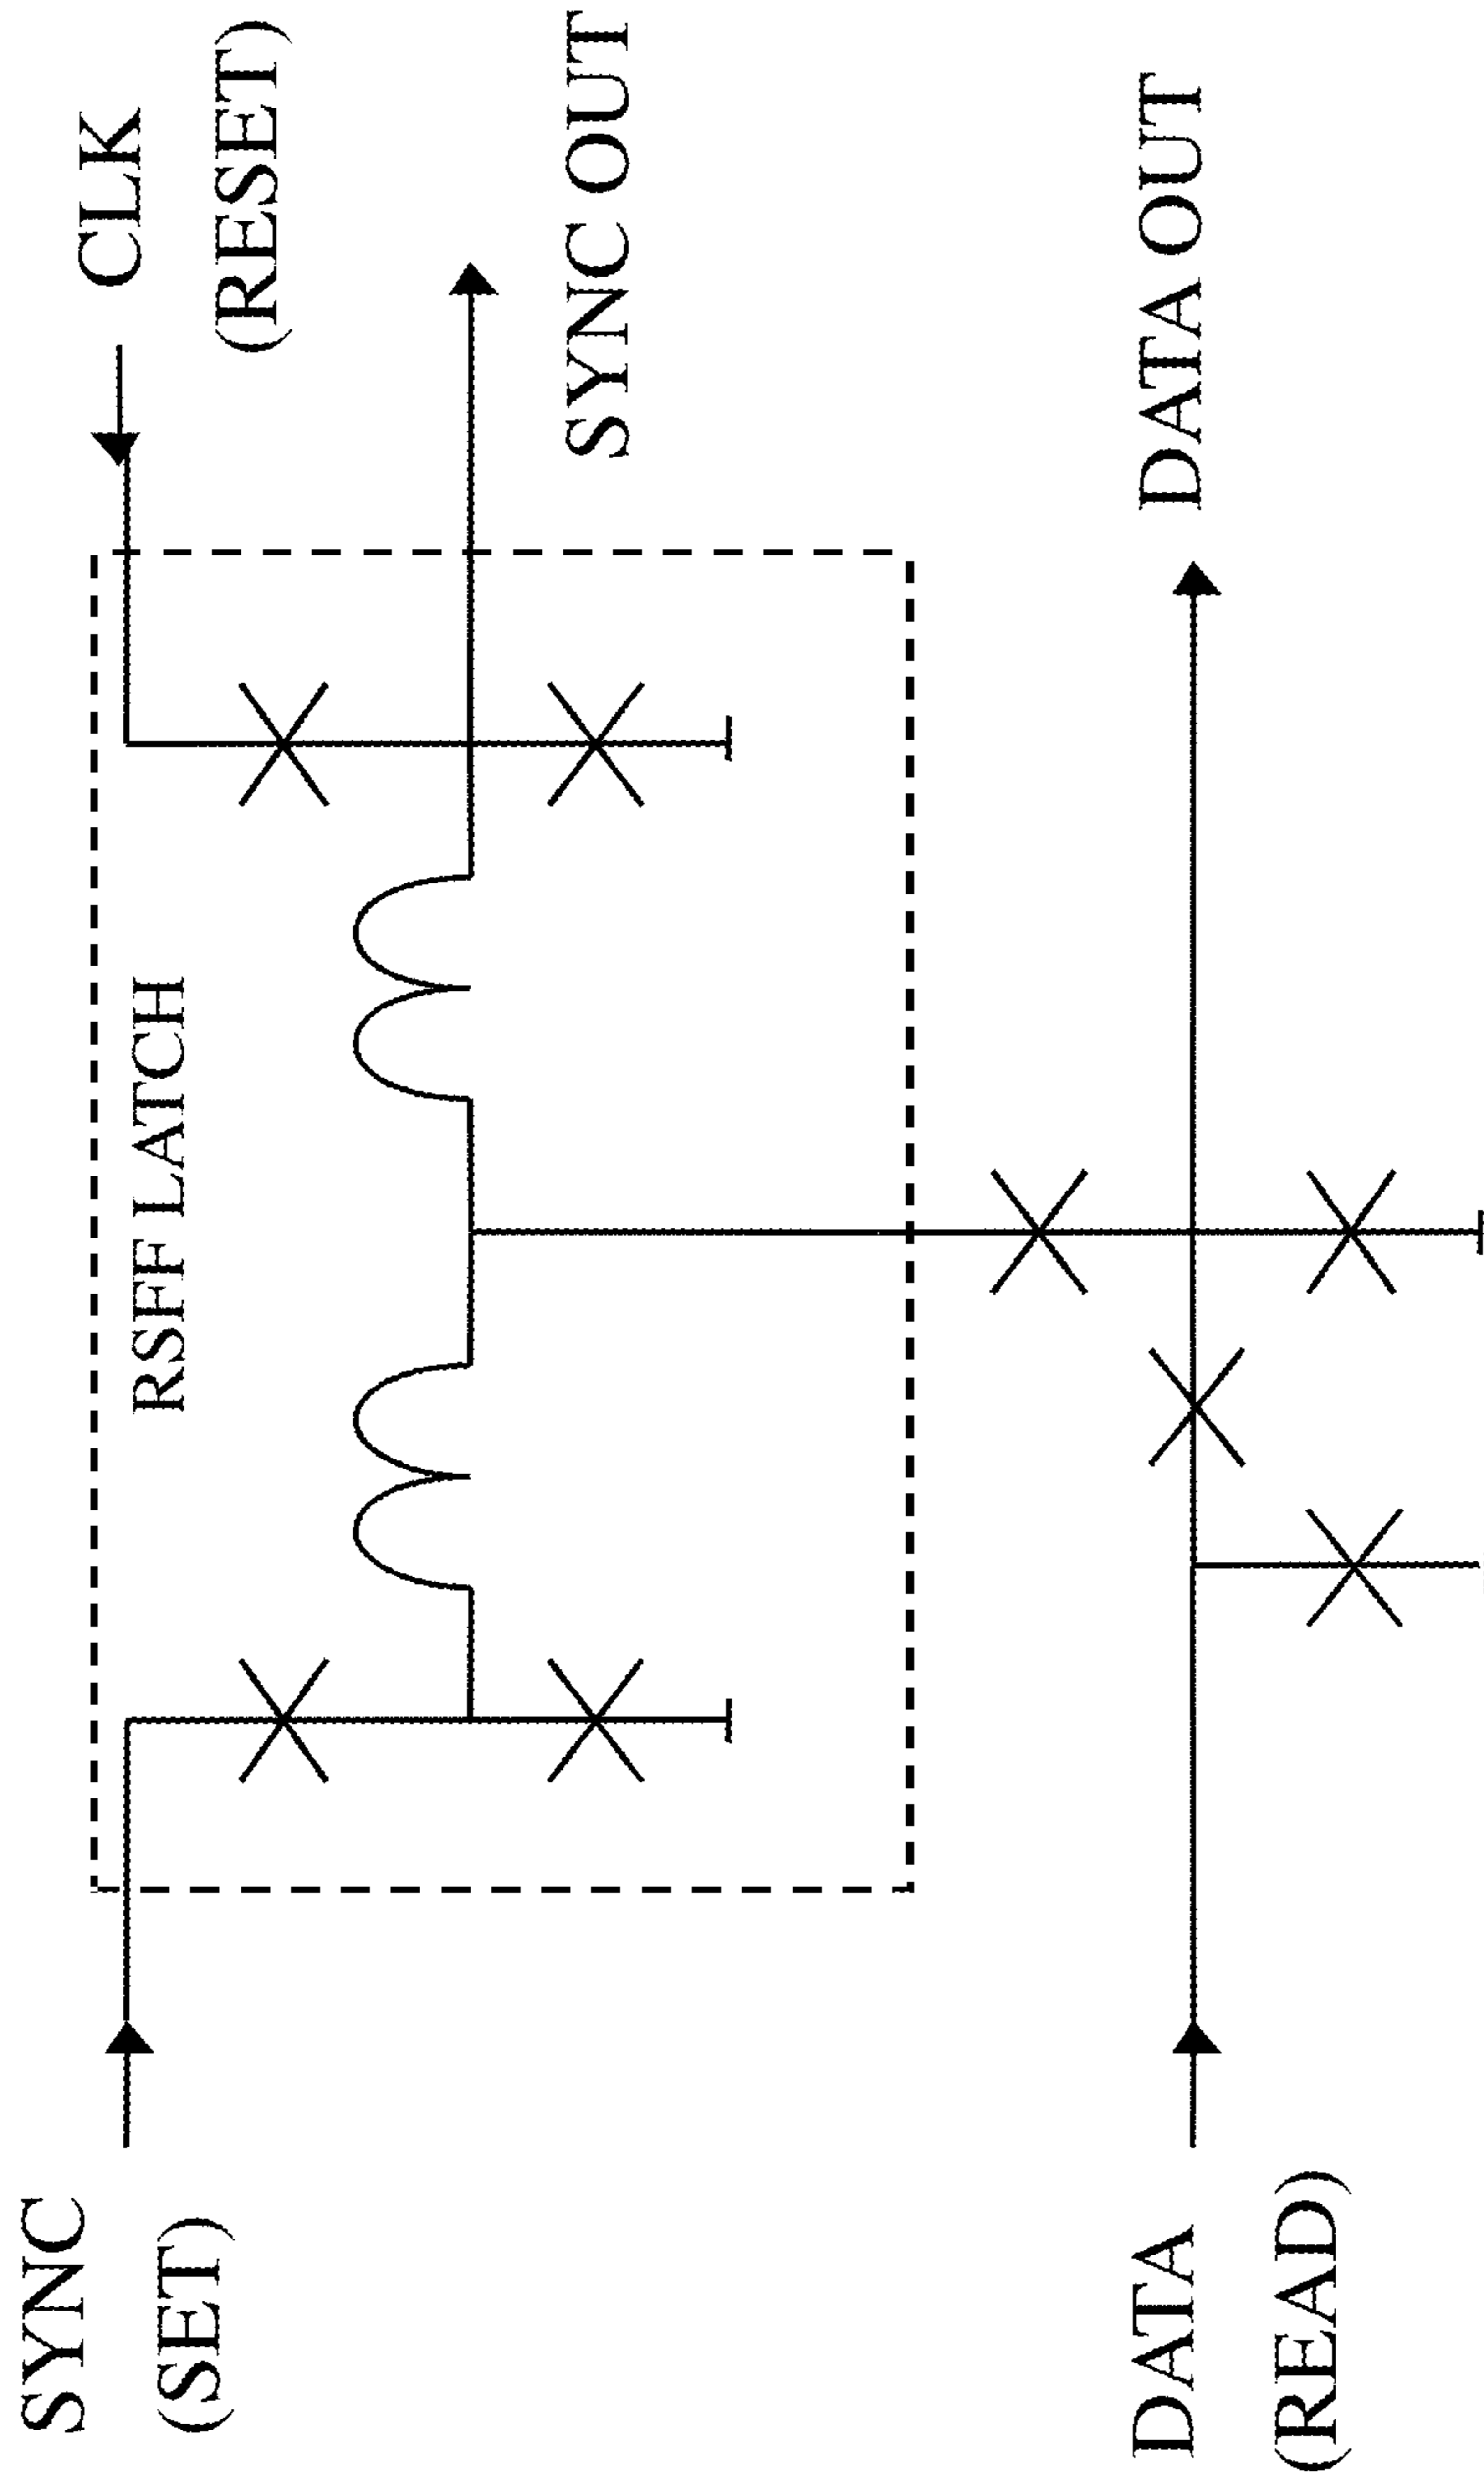 SYNC
(SET)
RSFF LATCH
CLK
(RESET)
SYNC OUT
DATA
(READ)
DATA OUT